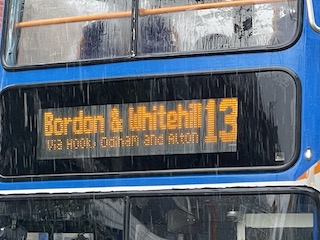 Bordon & Whitehill 13
Via Hook, Odiham and Alton